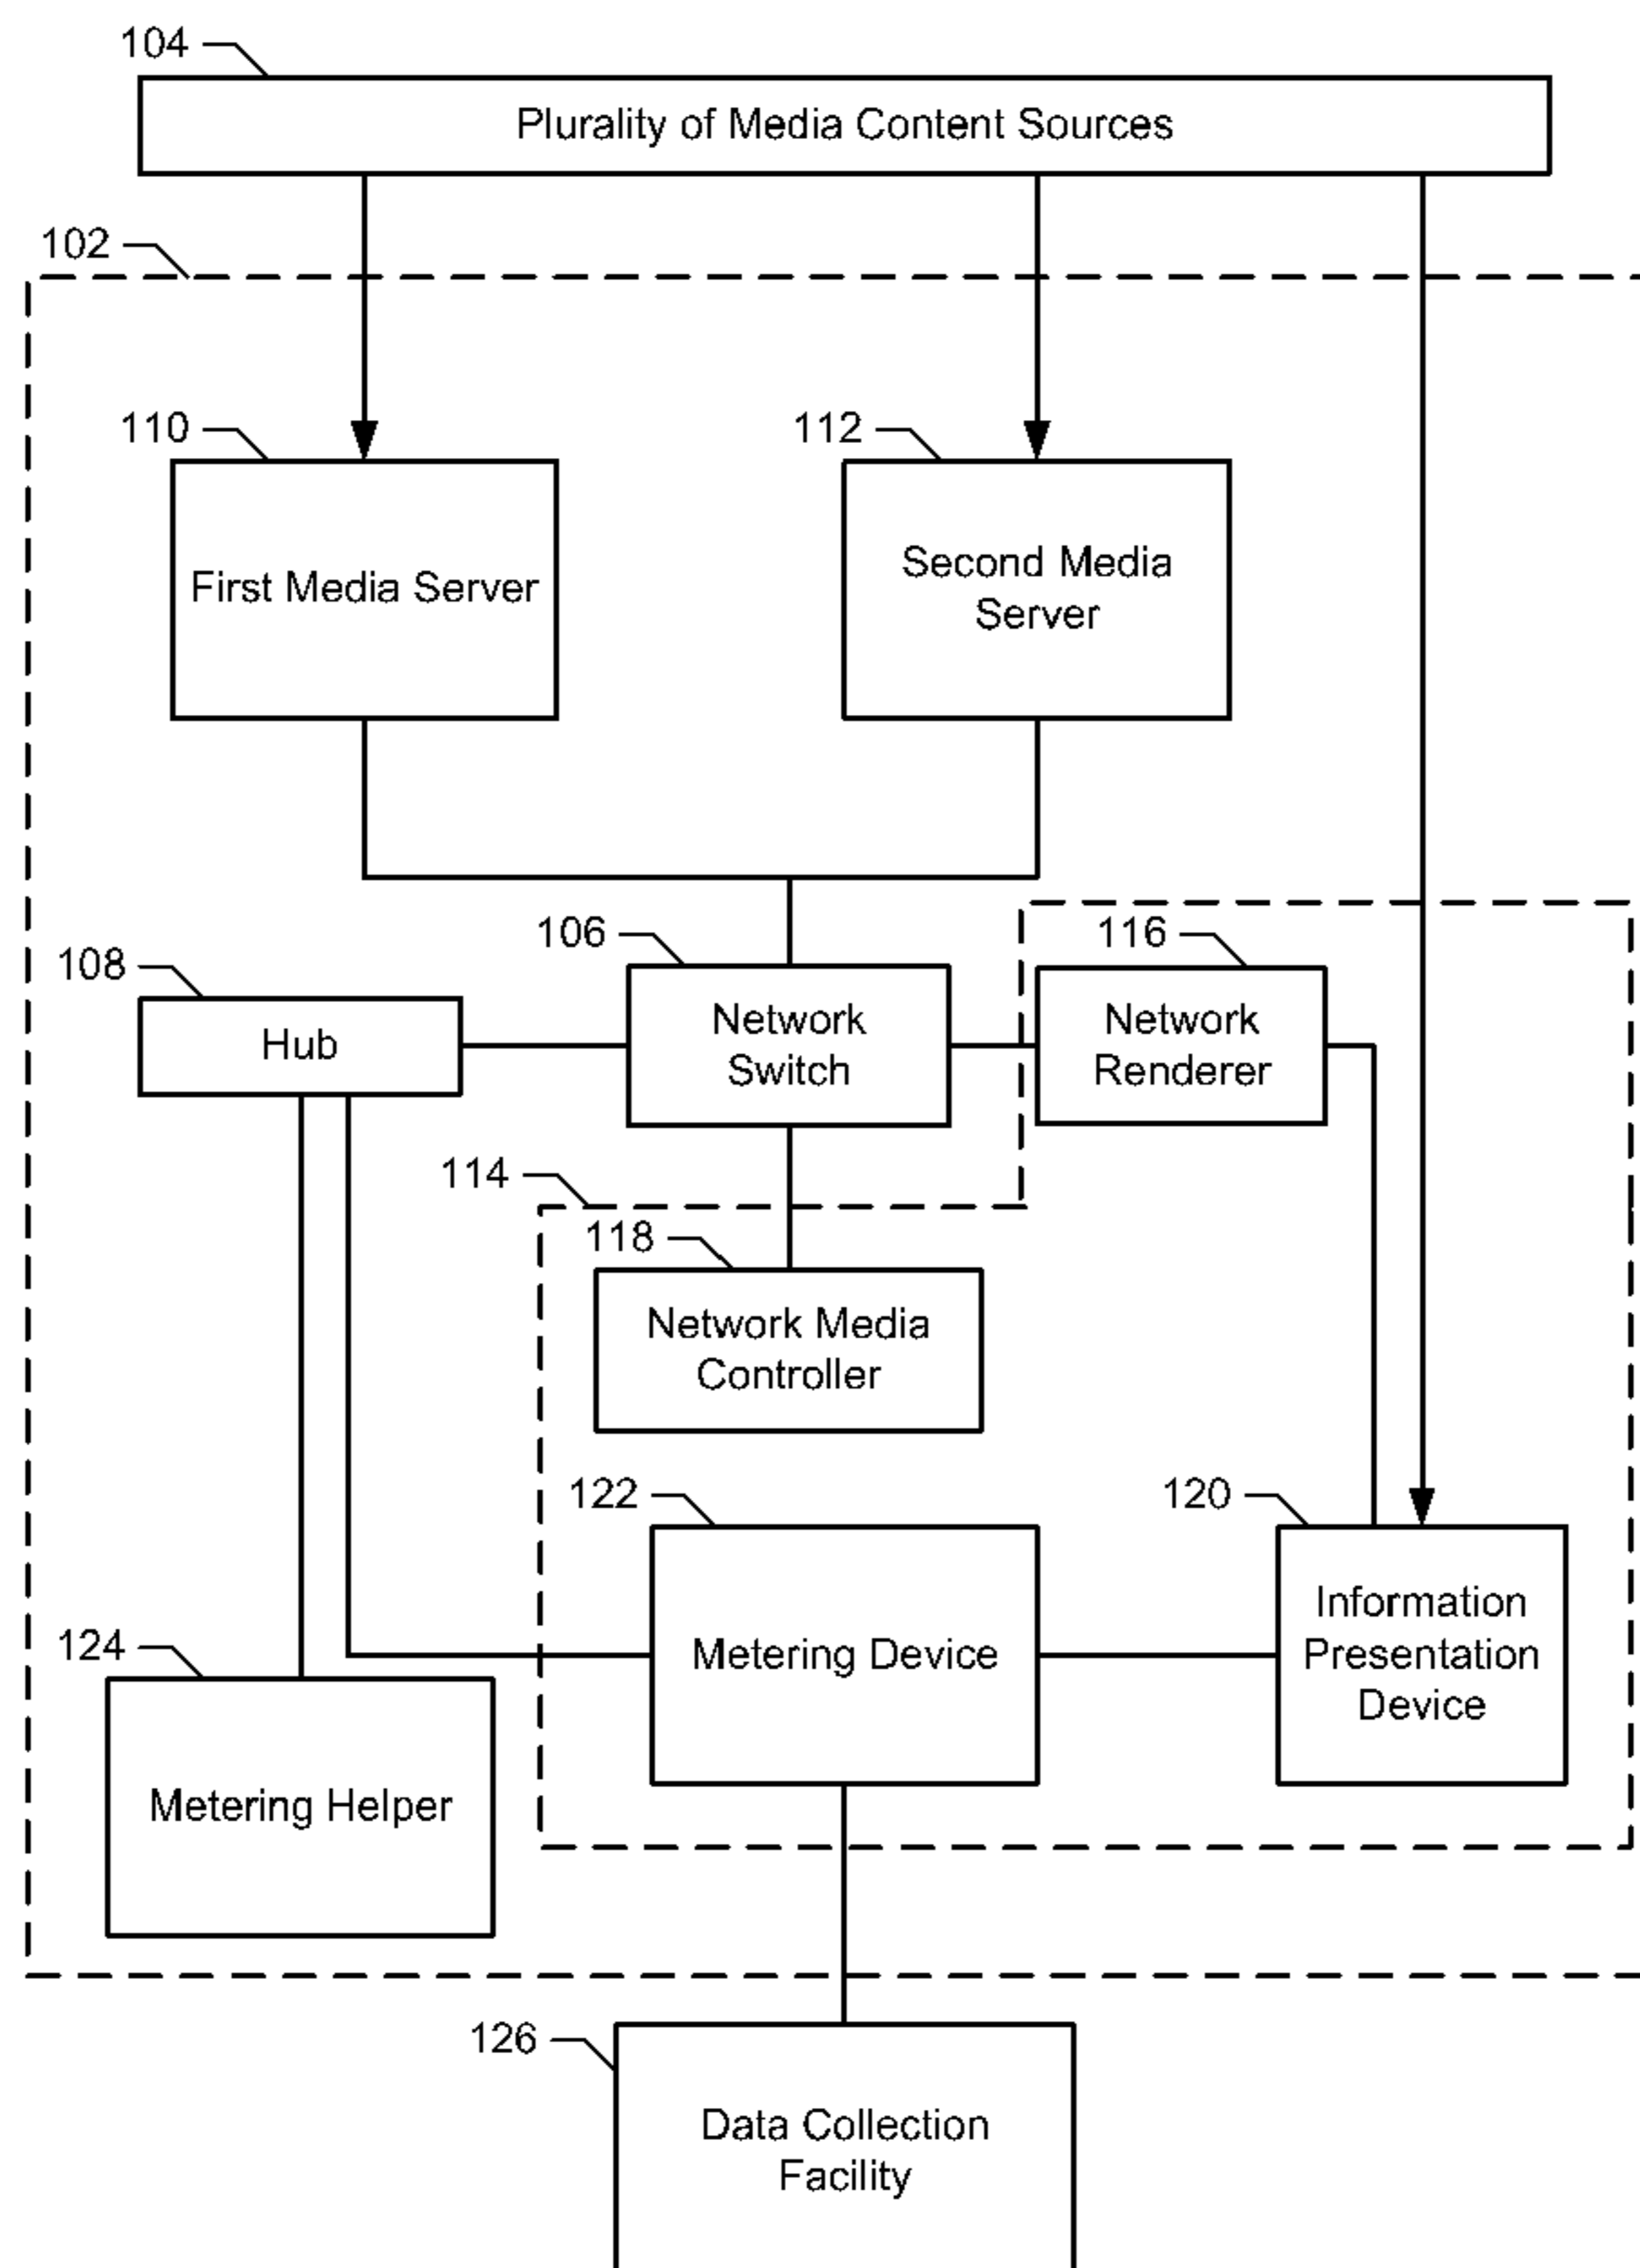 104
Plurality of Media Content Sources
102
110
112
First Media Server
Second Media
Server
106
116
108
Network
Switch
Network
Renderer
Hub
114
118
Network Media
Controller
122
120
Metering Device
Information
Presentation
Device
124
Metering Helper
126
Data Collection
Facility